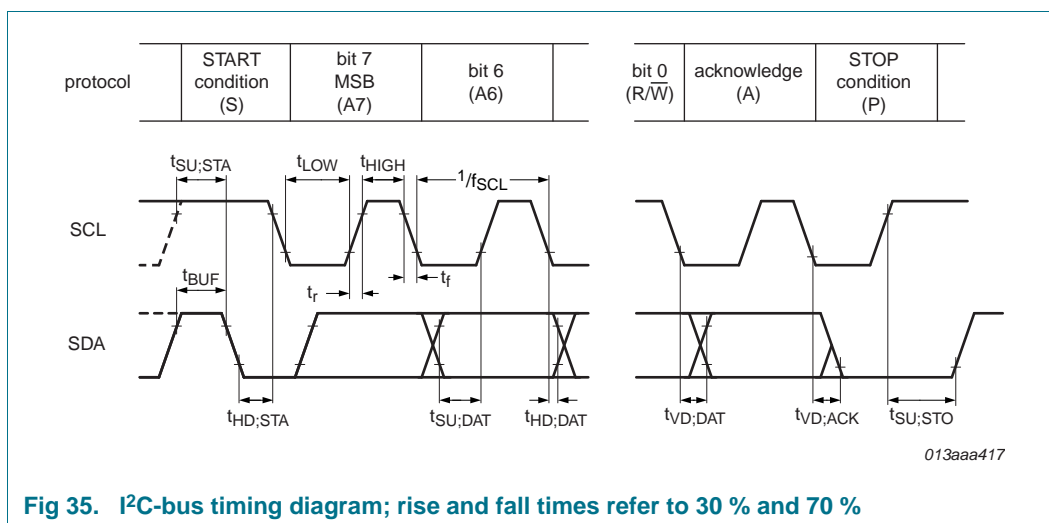 protocol
START
condition
(S)
bit 7
MSB
(A7)
bit 6
(A6)
bit 0
(R/W̅)
acknowledge
(A)
STOP
condition
(P)
tSU;STA
tLOW
tHIGH
1/fSCL
SCL
tBUF
tr
tf
SDA
tHD;STA
tSU;DAT
tHD;DAT
tVD;DAT
tVD;ACK
tSU;STO
013aaa417
Fig 35. I²C-bus timing diagram; rise and fall times refer to 30 % and 70 %